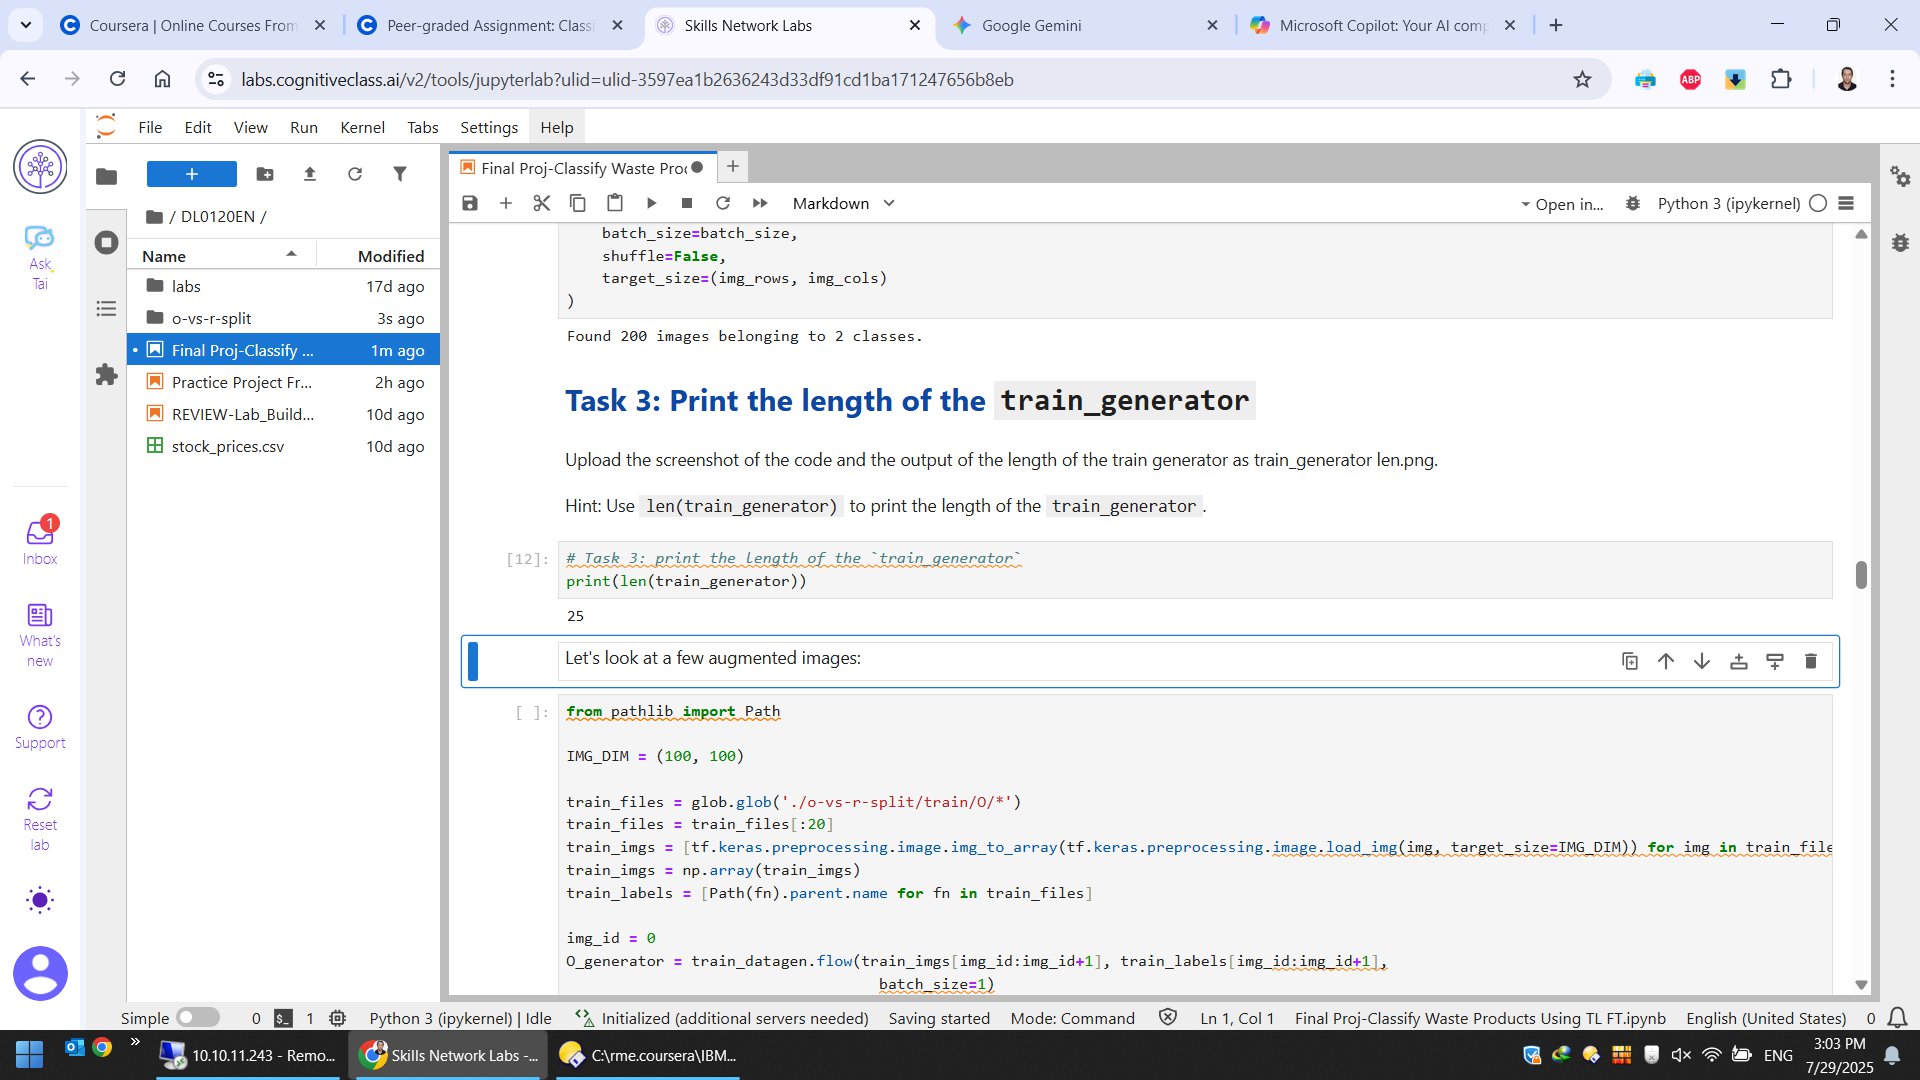 Coursera | Online Courses From
Peer-graded Assignment: Classi
Skills Network Labs
Google Gemini
Microsoft Copilot: Your AI comp
labs.cognitiveclass.ai/v2/tools/jupyterlab?ulid=ulid-3597ea1b2636243d33df91cd1ba171247656b8eb
ABP
File Edit View Run Kernel Tabs Settings Help
Ask Tai
Inbox
1
What's new
Support
Reset lab
/ DL0120EN /
Name Modified
labs 17d ago
o-vs-r-split 3s ago
Final Proj-Classify ... 1m ago
Practice Project Fr... 2h ago
REVIEW-Lab_Build... 10d ago
stock_prices.csv 10d ago
Final Proj-Classify Waste Proc
Markdown
Open in...
Python 3 (ipykernel)
batch_size=batch_size,
shuffle=False,
target_size=(img_rows, img_cols)
)
Found 200 images belonging to 2 classes.
Task 3: Print the length of the train_generator
Upload the screenshot of the code and the output of the length of the train generator as train_generator len.png.
Hint: Use len(train_generator) to print the length of the train_generator.
[12]:
# Task 3: print the length of the `train_generator`
print(len(train_generator))
25
Let's look at a few augmented images:
[ ]:
from pathlib import Path
IMG_DIM = (100, 100)
train_files = glob.glob('./o-vs-r-split/train/O/*')
train_files = train_files[:20]
train_imgs = [tf.keras.preprocessing.image.img_to_array(tf.keras.preprocessing.image.load_img(img, target_size=IMG_DIM)) for img in train_file
train_imgs = np.array(train_imgs)
train_labels = [Path(fn).parent.name for fn in train_files]
img_id = 0
O_generator = train_datagen.flow(train_imgs[img_id:img_id+1], train_labels[img_id:img_id+1],
batch_size=1)
Simple 0 $_ 1 Python 3 (ipykernel) | Idle Initialized (additional servers needed) Saving started Mode: Command Ln 1, Col 1 Final Proj-Classify Waste Products Using TL FT.ipynb English (United States) 0
10.10.11.243 - Remo...
Skills Network Labs -...
C:\rme.coursera\IBM...
ENG
3:03 PM
7/29/2025